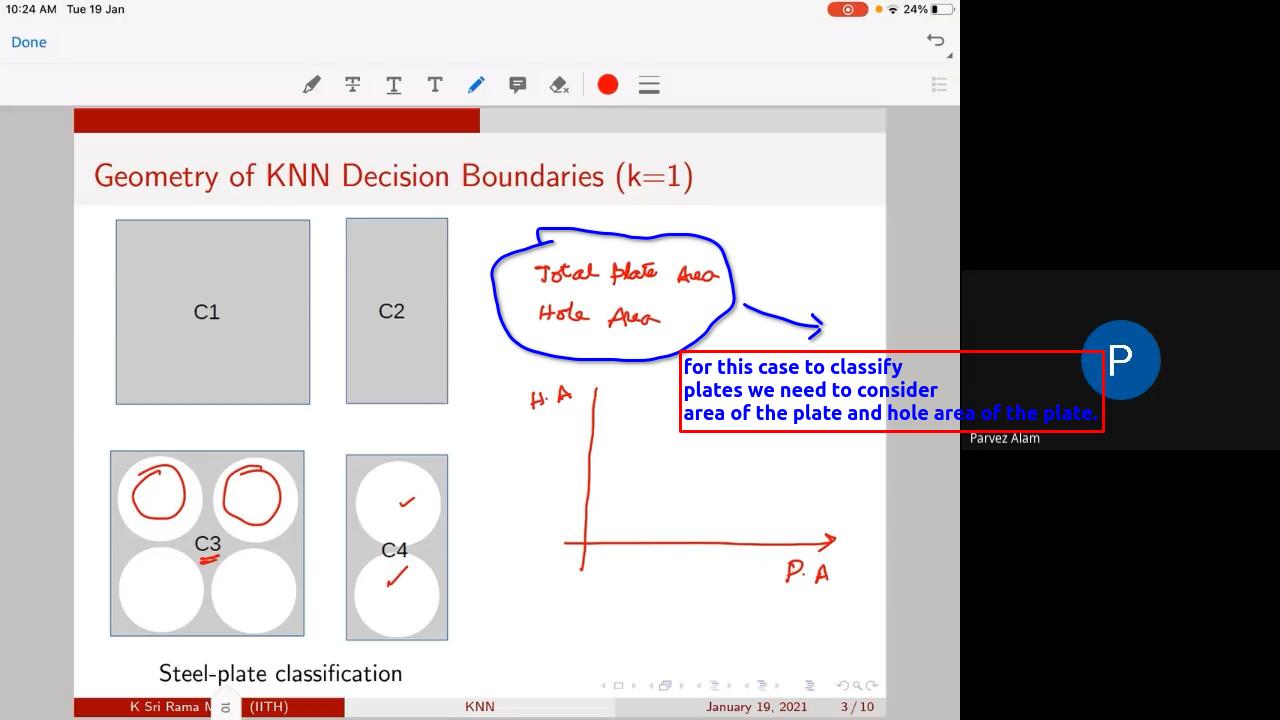 10:24 AM Tue 19 Jan
24%
Done
Geometry of KNN Decision Boundaries (k=1)
C1
C2
Total plate Area
Hole Area
for this case to classify
plates we need to consider
area of the plate and hole area of the plate.
H.A
P
Parvez Alam
C3
C4
P.A
Steel-plate classification
K Sri Rama M
(IITH)
10
KNN
January 19, 2021
3 / 10